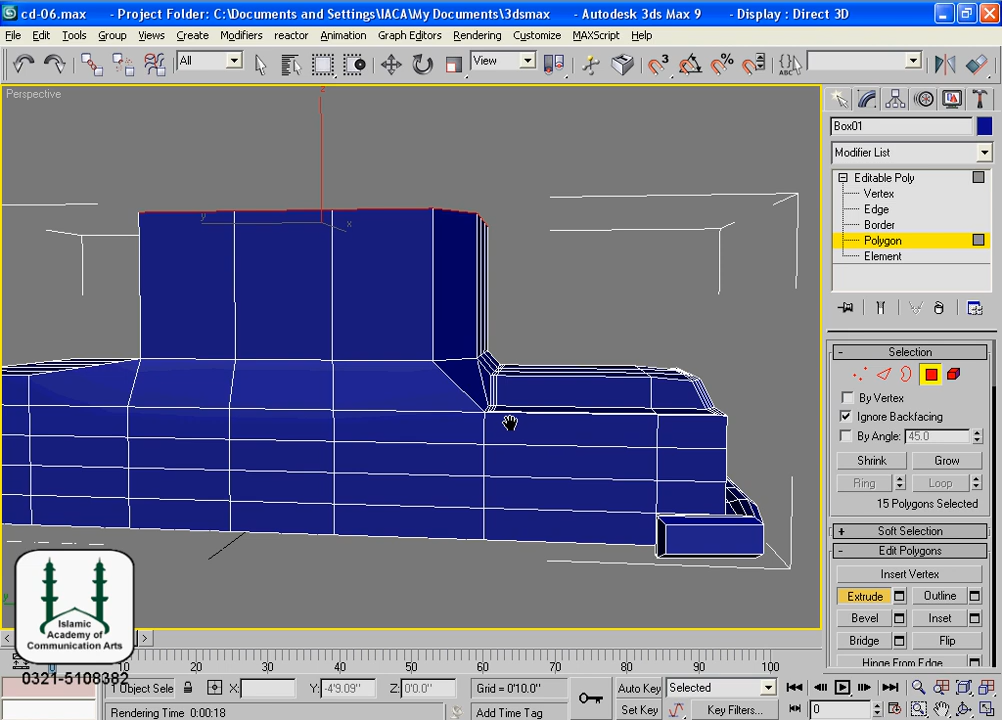 cd-06.max - Project Folder: C:\Documents and Settings\IACA\My Documents\3dsmax - Autodesk 3ds Max 9 - Display : Direct 3D
File Edit Tools Group Views Create Modifiers reactor Animation Graph Editors Rendering Customize MAXScript Help
All View 3 ABC
Perspective
Box01
Modifier List
Editable Poly
Vertex
Edge
Border
Polygon
Element
z
y x
- Selection
By Vertex
Ignore Backfacing
By Angle: 45.0
Shrink Grow
Ring Loop
15 Polygons Selected
+ Soft Selection
- Edit Polygons
Insert Vertex
Extrude Outline
Bevel Inset
Bridge Flip
Hinge From Edge
y
Islamic
Academy of
Communication Arts
0321-5108382
0 10 20 30 40 50 60 70 80 90 100
1 Object Sele X: Y: -4'9.09" Z: 0'0.0" Grid = 0'10.0" Auto Key Selected
Rendering Time 0:00:18 Add Time Tag Set Key Key Filters... 0